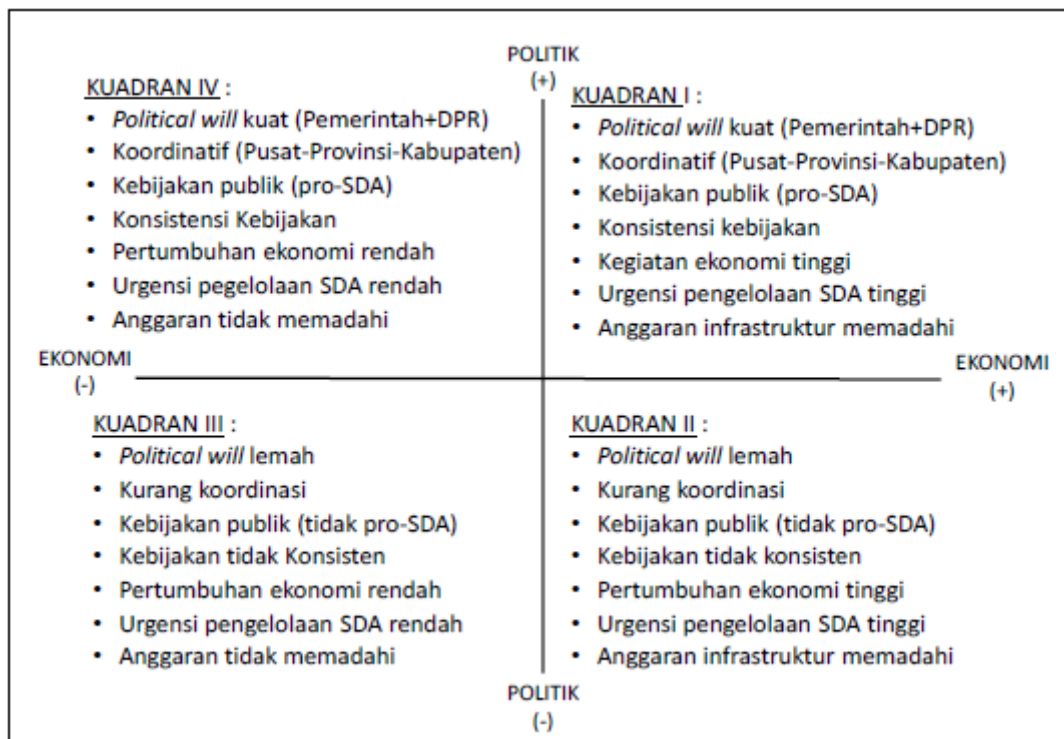 POLITIK
(+)
KUADRAN IV :
• Political will kuat (Pemerintah+DPR)
• Koordinatif (Pusat-Provinsi-Kabupaten)
• Kebijakan publik (pro-SDA)
• Konsistensi Kebijakan
• Pertumbuhan ekonomi rendah
• Urgensi pegelolaan SDA rendah
• Anggaran tidak memadahi
KUADRAN I :
• Political will kuat (Pemerintah+DPR)
• Koordinatif (Pusat-Provinsi-Kabupaten)
• Kebijakan publik (pro-SDA)
• Konsistensi kebijakan
• Kegiatan ekonomi tinggi
• Urgensi pengelolaan SDA tinggi
• Anggaran infrastruktur memadahi
EKONOMI
(-)
EKONOMI
(+)
KUADRAN III :
• Political will lemah
• Kurang koordinasi
• Kebijakan publik (tidak pro-SDA)
• Kebijakan tidak Konsisten
• Pertumbuhan ekonomi rendah
• Urgensi pengelolaan SDA rendah
• Anggaran tidak memadahi
KUADRAN II :
• Political will lemah
• Kurang koordinasi
• Kebijakan publik (tidak pro-SDA)
• Kebijakan tidak konsisten
• Pertumbuhan ekonomi tinggi
• Urgensi pengelolaan SDA tinggi
• Anggaran infrastruktur memadahi
POLITIK
(-)